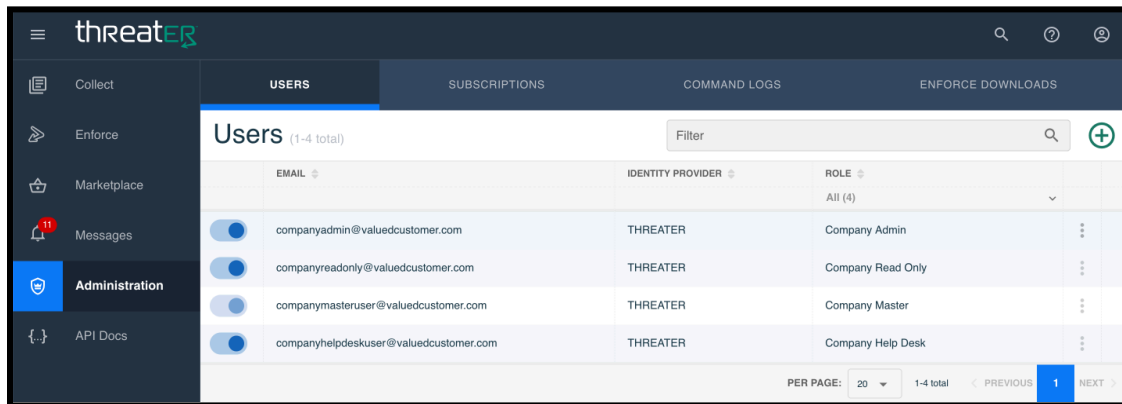 threatER
Collect
Enforce
Marketplace
11
Messages
Administration
{...} API Docs
USERS SUBSCRIPTIONS COMMAND LOGS ENFORCE DOWNLOADS
Users (1-4 total) Filter
EMAIL IDENTITY PROVIDER ROLE
All (4)
companyadmin@valuedcustomer.com THREATER Company Admin
companyreadonly@valuedcustomer.com THREATER Company Read Only
companymasteruser@valuedcustomer.com THREATER Company Master
companyhelpdeskuser@valuedcustomer.com THREATER Company Help Desk
PER PAGE: 20 1-4 total < PREVIOUS 1 NEXT >